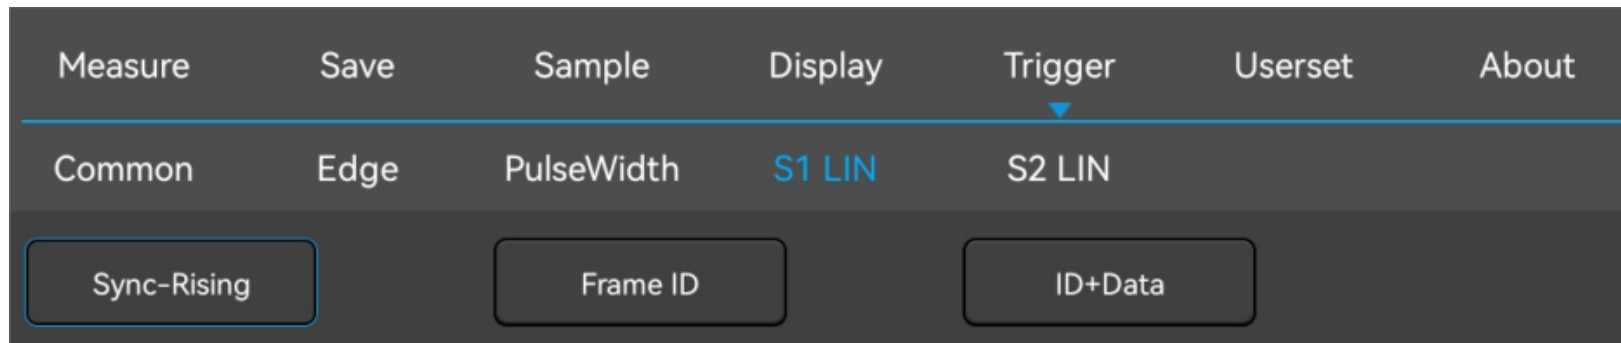 Measure Save Sample Display Trigger Userset About
Common Edge PulseWidth S1 LIN S2 LIN
Sync-Rising Frame ID ID+Data